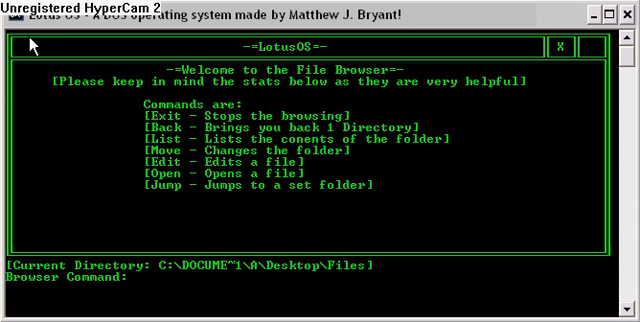 Unregistered HyperCam 2
Lotus OS - A DOS operating system made by Matthew J. Bryant!
-=LotusOS=-
X
-=Welcome to the File Browser=-
[Please keep in mind the stats below as they are very helpful]
Commands are:
[Exit - Stops the browsing]
[Back - Brings you back 1 Directory]
[List - Lists the conents of the folder]
[Move - Changes the folder]
[Edit - Edits a file]
[Open - Opens a file]
[Jump - Jumps to a set folder]
[Current Directory: C:\DOCUME~1\A\Desktop\Files]
Browser Command: